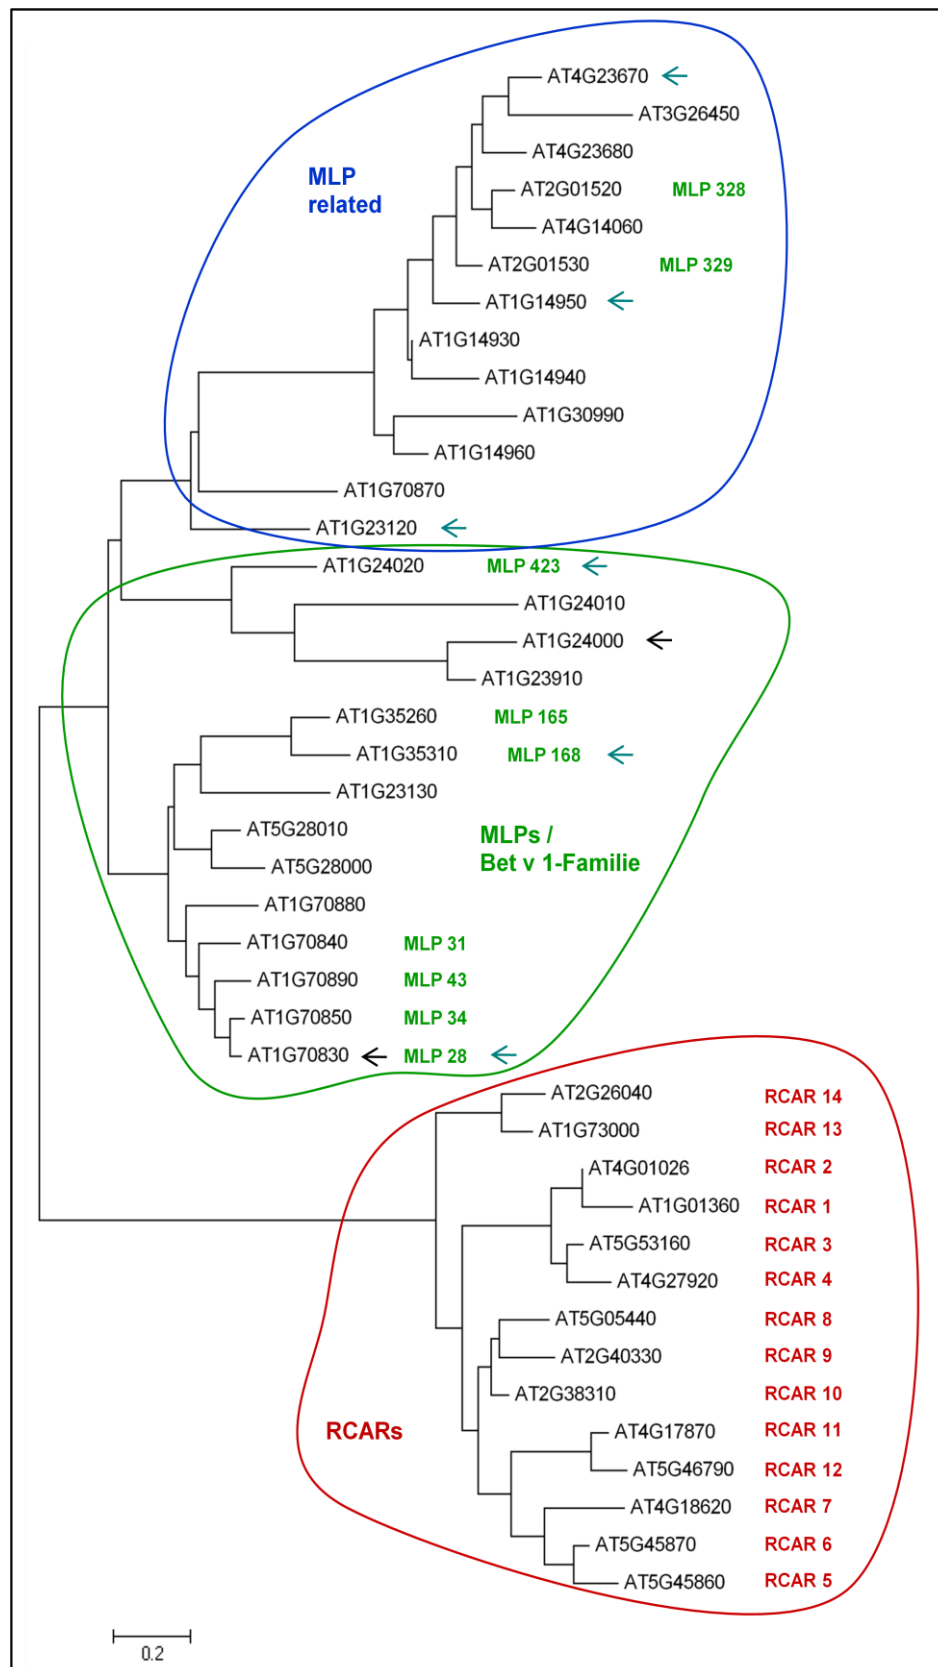 AT4G23670
AT3G26450
AT4G23680
MLP
related
AT2G01520 MLP 328
AT4G14060
AT2G01530 MLP 329
AT1G14950
AT1G14930
AT1G14940
AT1G30990
AT1G14960
AT1G70870
AT1G23120
AT1G24020 MLP 423
AT1G24010
AT1G24000
AT1G23910
AT1G35260 MLP 165
AT1G35310 MLP 168
AT1G23130
AT5G28010
MLPs /
Bet v 1-Familie
AT5G28000
AT1G70880
AT1G70840 MLP 31
AT1G70890 MLP 43
AT1G70850 MLP 34
AT1G70830 MLP 28
AT2G26040 RCAR 14
AT1G73000 RCAR 13
AT4G01026 RCAR 2
AT1G01360 RCAR 1
AT5G53160 RCAR 3
AT4G27920 RCAR 4
AT5G05440 RCAR 8
AT2G40330 RCAR 9
AT2G38310 RCAR 10
RCARs
AT4G17870 RCAR 11
AT5G46790 RCAR 12
AT4G18620 RCAR 7
AT5G45870 RCAR 6
AT5G45860 RCAR 5
0.2